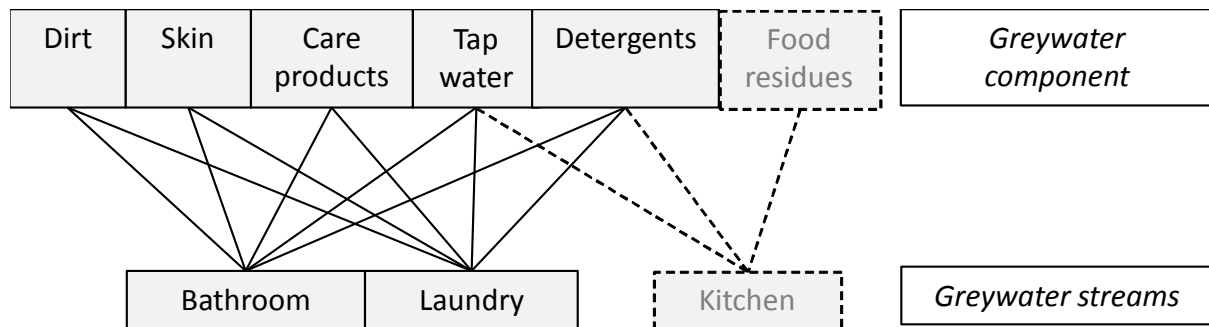 Dirt
Skin
Care
products
Tap
water
Detergents
Food
residues
Greywater
component
Bathroom
Laundry
Kitchen
Greywater streams